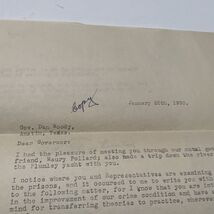 Copy
January 28th, 1930.
Gov. Dan Moody,
Austin, Texas.
Dear Governor:
I had the pleasure of meeting you through our mutual good
friend, Maury Pollard; also made a trip down the river
the Plumley yacht with you.
I notice where you and Representatives are examining
the prisons, and it occurred to me to write you with
to the following matter, for I know that you are int
in the improvement of our crime condition and have
mind for transferring theories to practice, wherever